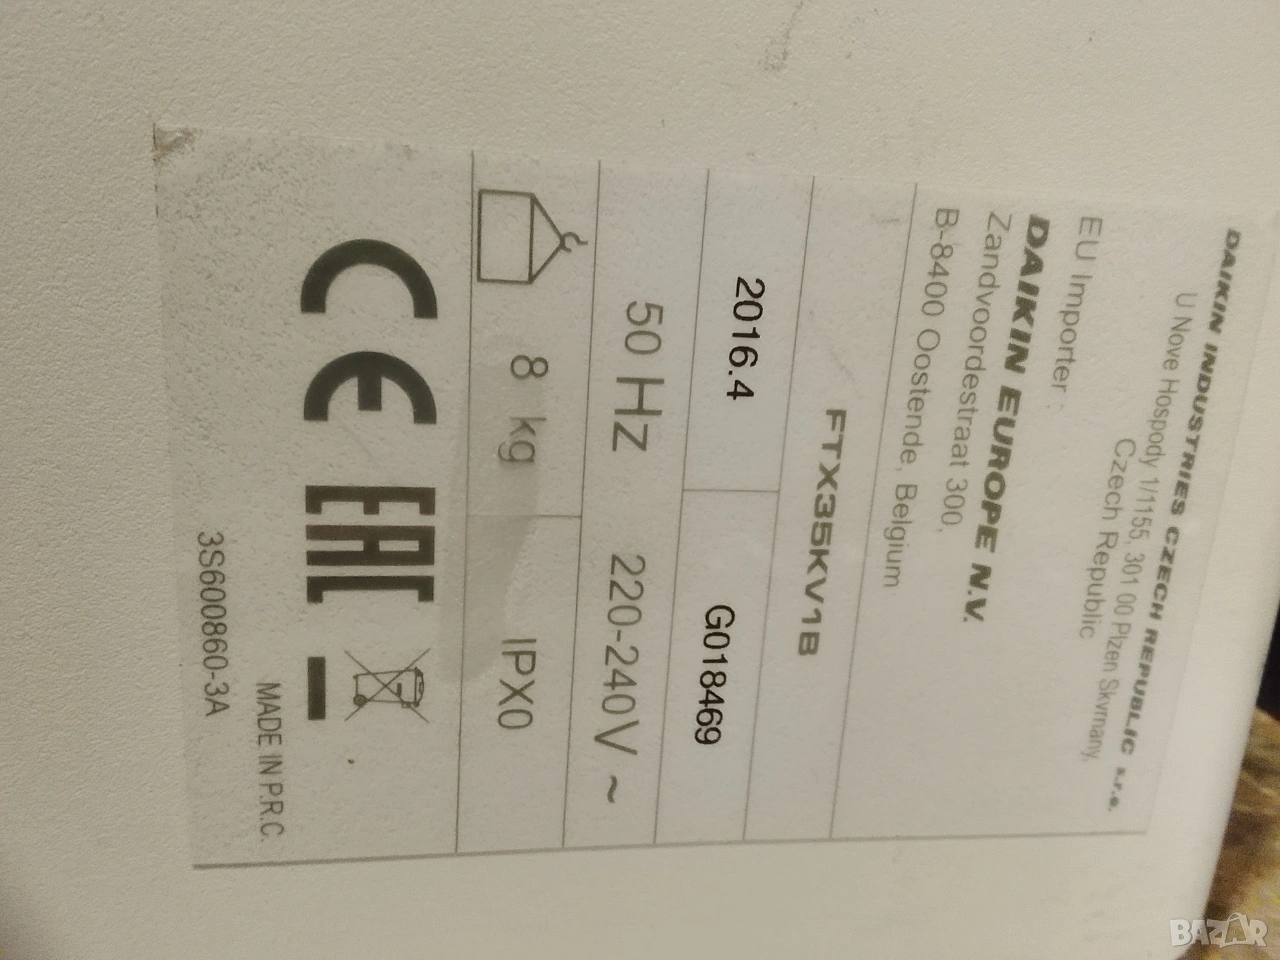 DAIKIN INDUSTRIES CZECH REPUBLIC s.r.o.
U Nove Hospody 1/1155, 301 00 Plzen Skvrnany,
Czech Republic
EU Importer:
DAIKIN EUROPE N.V.
Zandvoordestraat 300,
B-8400 Oostende, Belgium
FTX35KV1B
2016.4 G018469
50 Hz 220-240V ~
8 kg IPX0
CE EAC
MADE IN P.R.C.
3S600860-3A
BAZAR